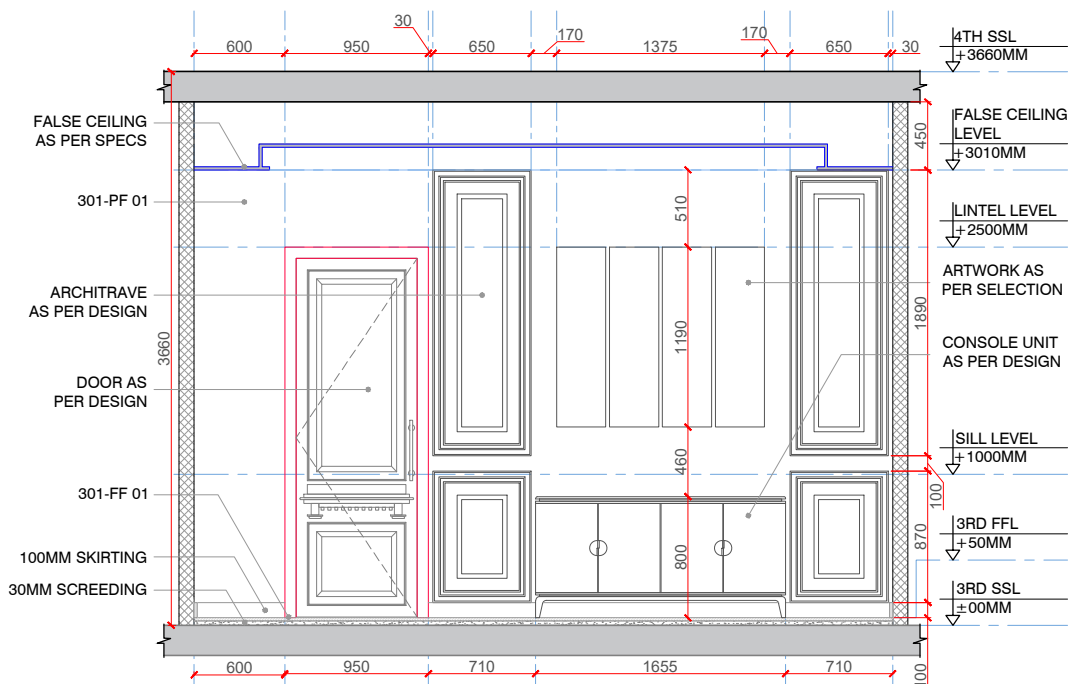 30
170
170
600
950
650
1375
650
30
4TH SSL
+3660MM
FALSE CEILING
AS PER SPECS
301-PF 01
ARCHITRAVE
AS PER DESIGN
DOOR AS
PER DESIGN
301-FF 01
100MM SKIRTING
30MM SCREEDING
3660
510
1190
460
800
450
1890
100
870
100
FALSE CEILING
LEVEL
+3010MM
LINTEL LEVEL
+2500MM
ARTWORK AS
PER SELECTION
CONSOLE UNIT
AS PER DESIGN
SILL LEVEL
+1000MM
3RD FFL
+50MM
3RD SSL
±00MM
600
950
710
1655
710